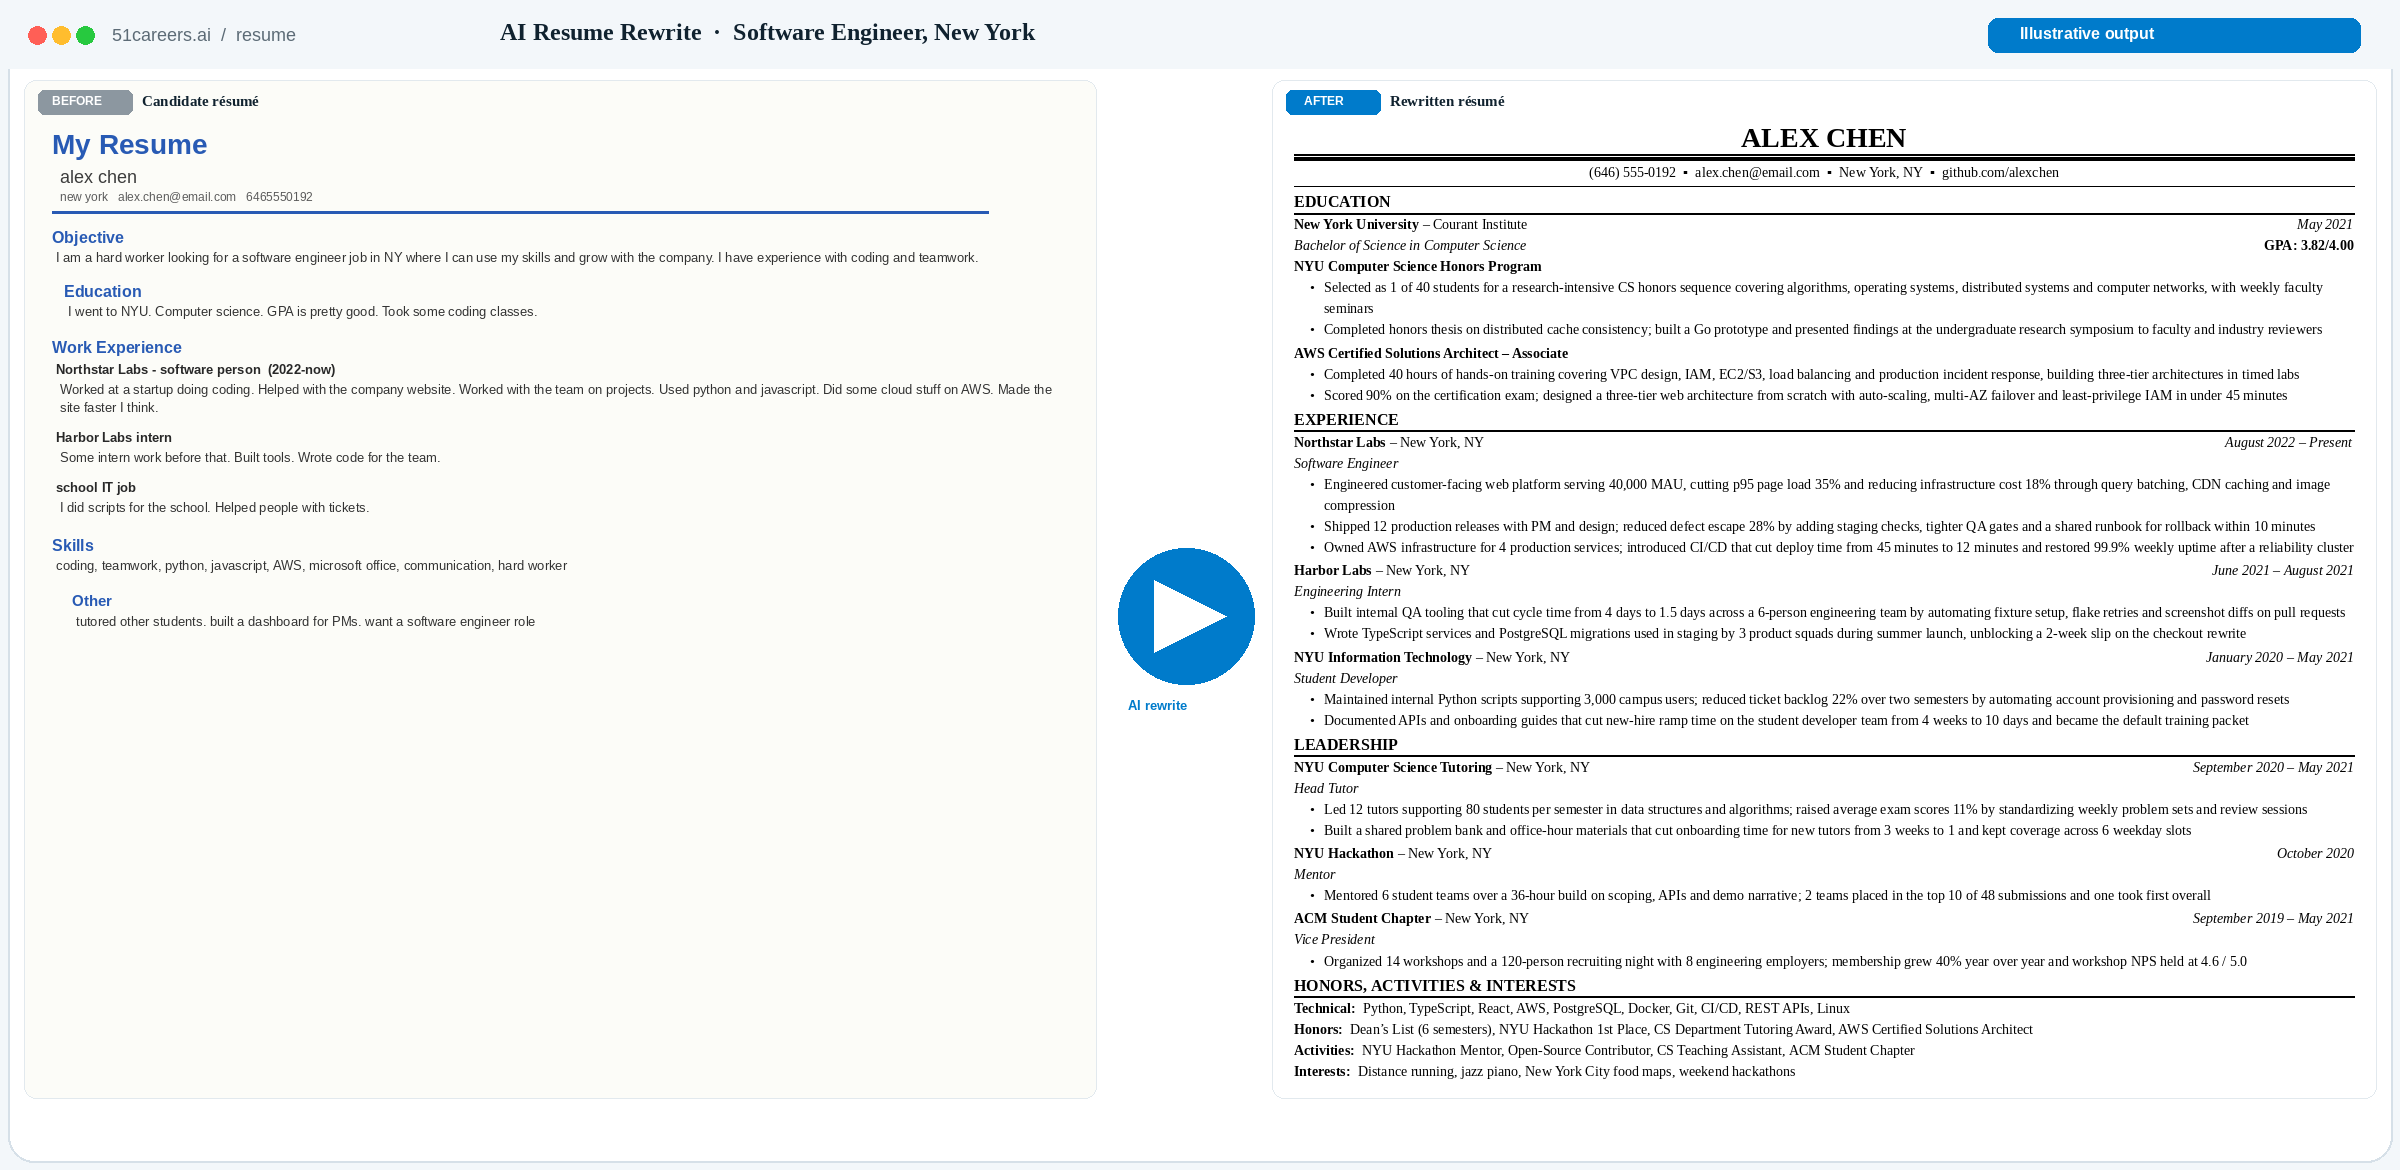 51careers.ai / resume
AI Resume Rewrite · Software Engineer, New York
Illustrative output
BEFORE
Candidate résumé
My Resume
alex chen
new york alex.chen@email.com 6465550192
Objective
I am a hard worker looking for a software engineer job in NY where I can use my skills and grow with the company. I have experience with coding and teamwork.
Education
I went to NYU. Computer science. GPA is pretty good. Took some coding classes.
Work Experience
Northstar Labs - software person (2022-now)
Worked at a startup doing coding. Helped with the company website. Worked with the team on projects. Used python and javascript. Did some cloud stuff on AWS. Made the
site faster I think.
Harbor Labs intern
Some intern work before that. Built tools. Wrote code for the team.
school IT job
I did scripts for the school. Helped people with tickets.
Skills
coding, teamwork, python, javascript, AWS, microsoft office, communication, hard worker
Other
tutored other students. built a dashboard for PMs. want a software engineer role
AI rewrite
AFTER
Rewritten résumé
ALEX CHEN
(646) 555-0192 ▪ alex.chen@email.com ▪ New York, NY ▪ github.com/alexchen
EDUCATION
New York University – Courant Institute May 2021
Bachelor of Science in Computer Science GPA: 3.82/4.00
NYU Computer Science Honors Program
• Selected as 1 of 40 students for a research-intensive CS honors sequence covering algorithms, operating systems, distributed systems and computer networks, with weekly faculty
seminars
• Completed honors thesis on distributed cache consistency; built a Go prototype and presented findings at the undergraduate research symposium to faculty and industry reviewers
AWS Certified Solutions Architect – Associate
• Completed 40 hours of hands-on training covering VPC design, IAM, EC2/S3, load balancing and production incident response, building three-tier architectures in timed labs
• Scored 90% on the certification exam; designed a three-tier web architecture from scratch with auto-scaling, multi-AZ failover and least-privilege IAM in under 45 minutes
EXPERIENCE
Northstar Labs – New York, NY August 2022 – Present
Software Engineer
• Engineered customer-facing web platform serving 40,000 MAU, cutting p95 page load 35% and reducing infrastructure cost 18% through query batching, CDN caching and image
compression
• Shipped 12 production releases with PM and design; reduced defect escape 28% by adding staging checks, tighter QA gates and a shared runbook for rollback within 10 minutes
• Owned AWS infrastructure for 4 production services; introduced CI/CD that cut deploy time from 45 minutes to 12 minutes and restored 99.9% weekly uptime after a reliability cluster
Harbor Labs – New York, NY June 2021 – August 2021
Engineering Intern
• Built internal QA tooling that cut cycle time from 4 days to 1.5 days across a 6-person engineering team by automating fixture setup, flake retries and screenshot diffs on pull requests
• Wrote TypeScript services and PostgreSQL migrations used in staging by 3 product squads during summer launch, unblocking a 2-week slip on the checkout rewrite
NYU Information Technology – New York, NY January 2020 – May 2021
Student Developer
• Maintained internal Python scripts supporting 3,000 campus users; reduced ticket backlog 22% over two semesters by automating account provisioning and password resets
• Documented APIs and onboarding guides that cut new-hire ramp time on the student developer team from 4 weeks to 10 days and became the default training packet
LEADERSHIP
NYU Computer Science Tutoring – New York, NY September 2020 – May 2021
Head Tutor
• Led 12 tutors supporting 80 students per semester in data structures and algorithms; raised average exam scores 11% by standardizing weekly problem sets and review sessions
• Built a shared problem bank and office-hour materials that cut onboarding time for new tutors from 3 weeks to 1 and kept coverage across 6 weekday slots
NYU Hackathon – New York, NY October 2020
Mentor
• Mentored 6 student teams over a 36-hour build on scoping, APIs and demo narrative; 2 teams placed in the top 10 of 48 submissions and one took first overall
ACM Student Chapter – New York, NY September 2019 – May 2021
Vice President
• Organized 14 workshops and a 120-person recruiting night with 8 engineering employers; membership grew 40% year over year and workshop NPS held at 4.6 / 5.0
HONORS, ACTIVITIES & INTERESTS
Technical: Python, TypeScript, React, AWS, PostgreSQL, Docker, Git, CI/CD, REST APIs, Linux
Honors: Dean’s List (6 semesters), NYU Hackathon 1st Place, CS Department Tutoring Award, AWS Certified Solutions Architect
Activities: NYU Hackathon Mentor, Open-Source Contributor, CS Teaching Assistant, ACM Student Chapter
Interests: Distance running, jazz piano, New York City food maps, weekend hackathons